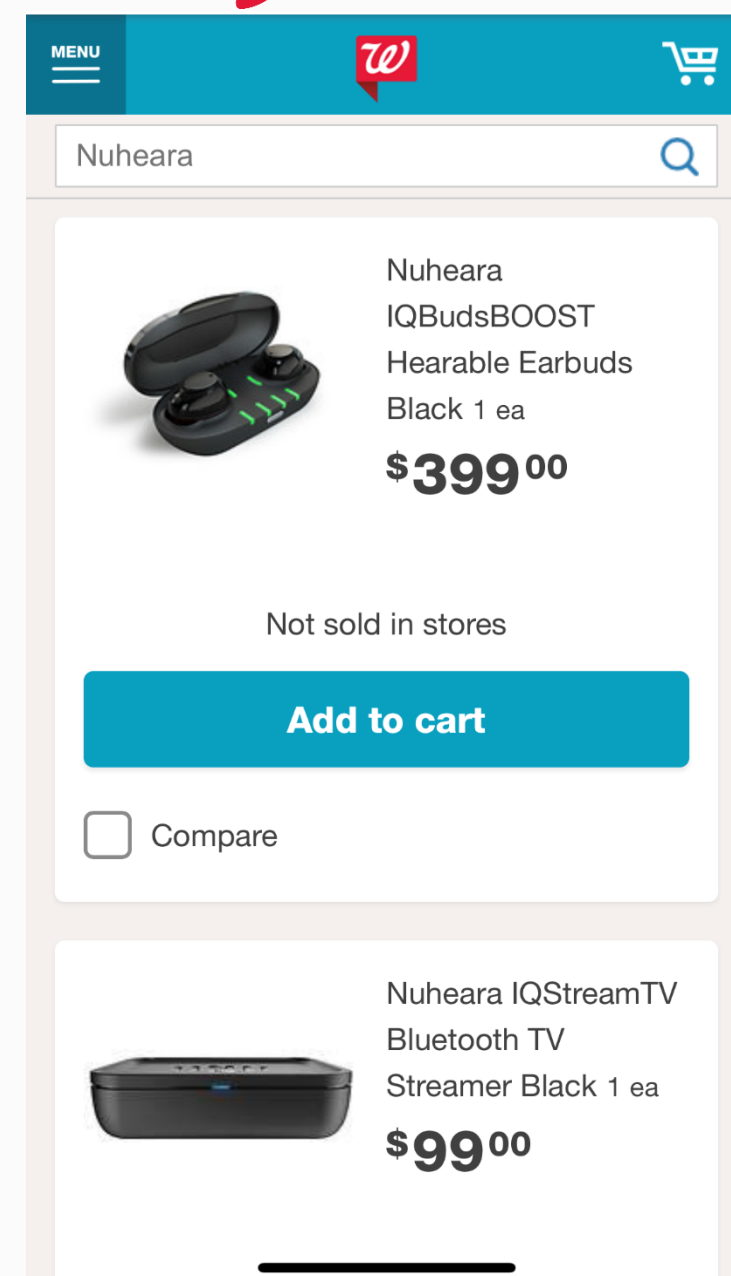 MENU
W
Nuheara
Nuheara
IQBudsBOOST
Hearable Earbuds
Black 1 ea
$399 00
Not sold in stores
Add to cart
Compare
Nuheara IQStreamTV
Bluetooth TV
Streamer Black 1 ea
$99 00